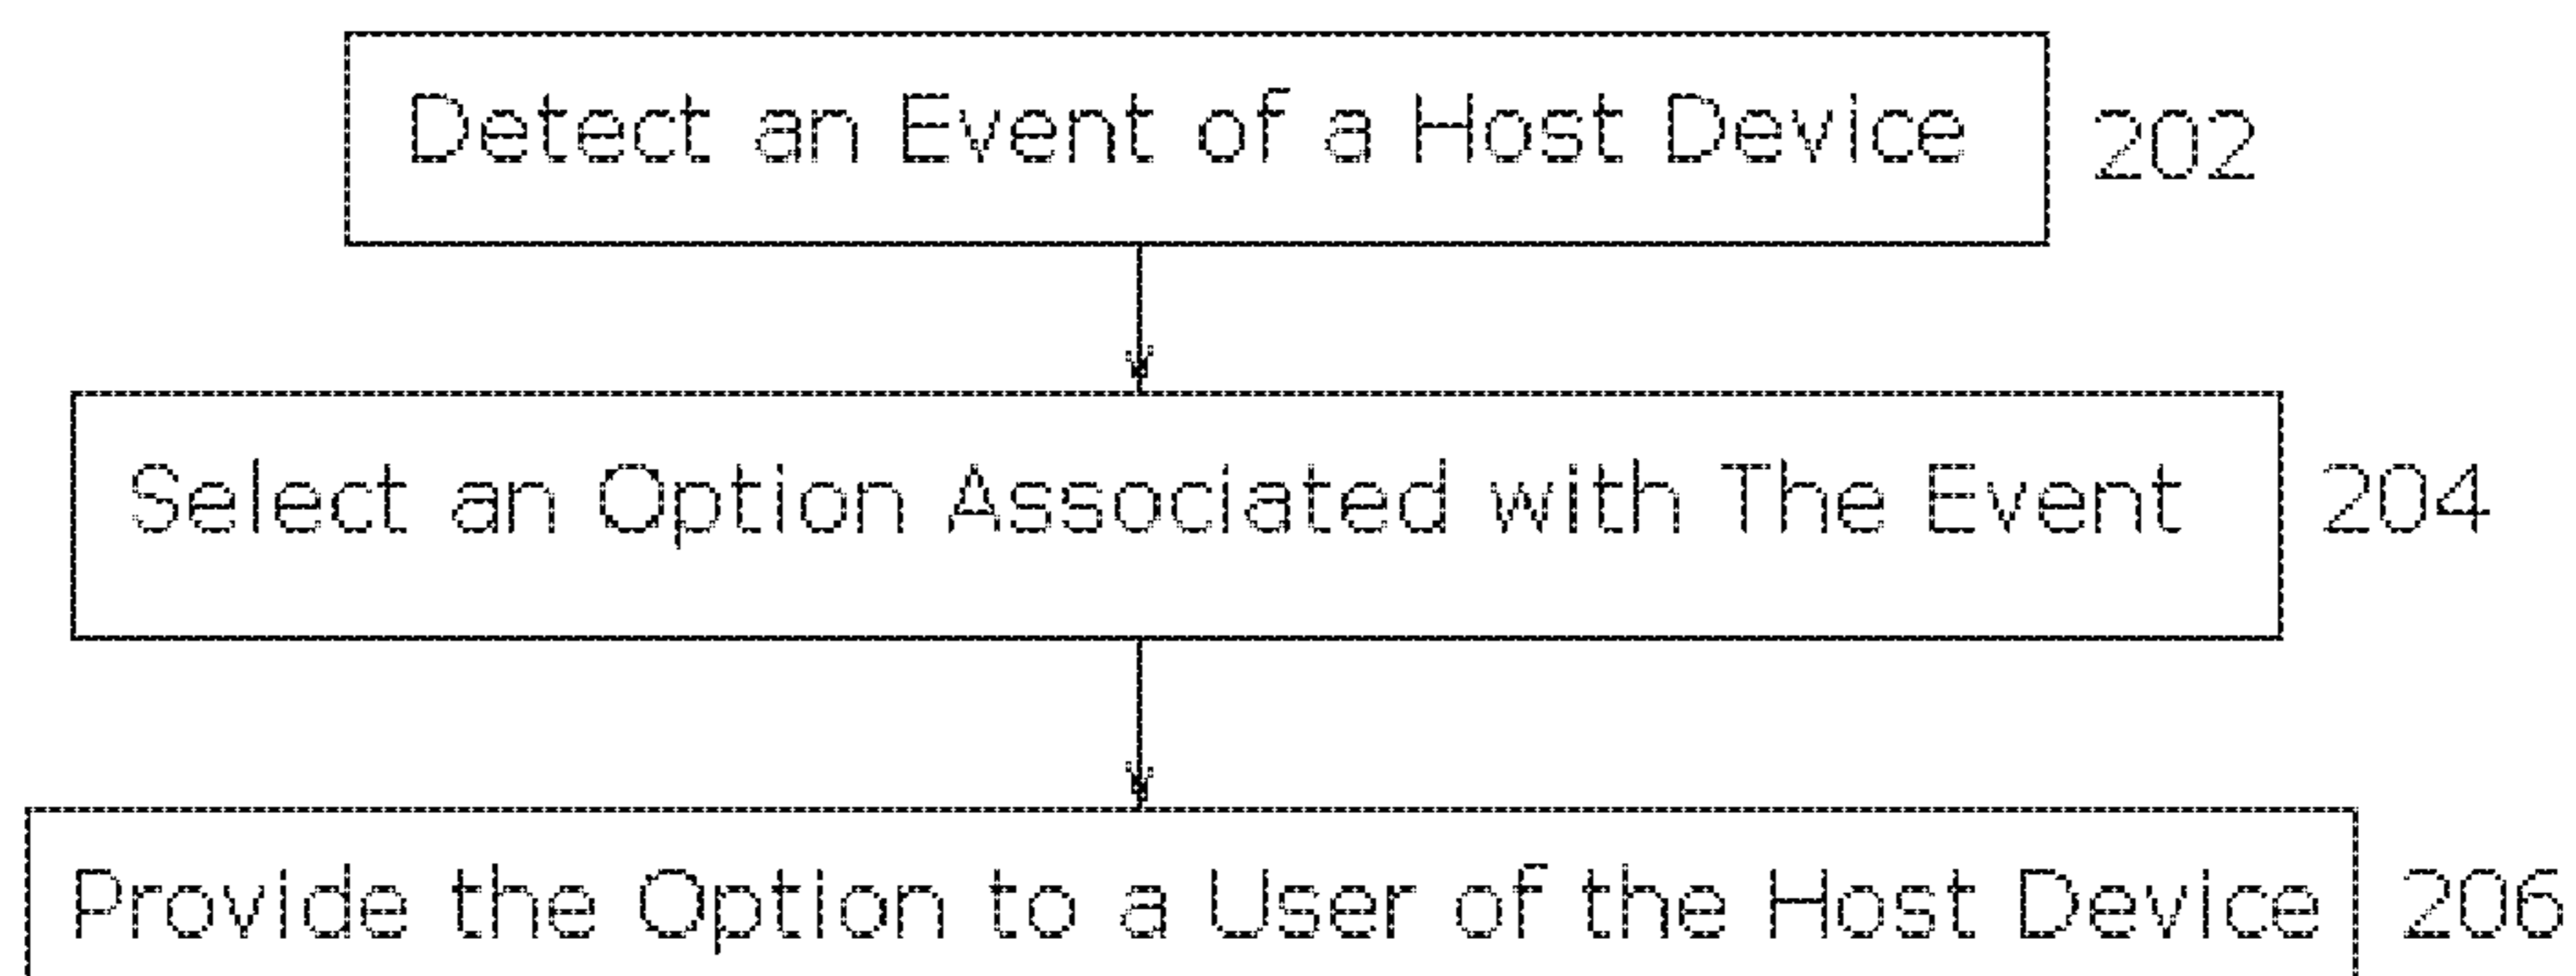 Detect an Event of a Host Device 202
Select an Option Associated with The Event 204
Provide the Option to a User of the Host Device 206